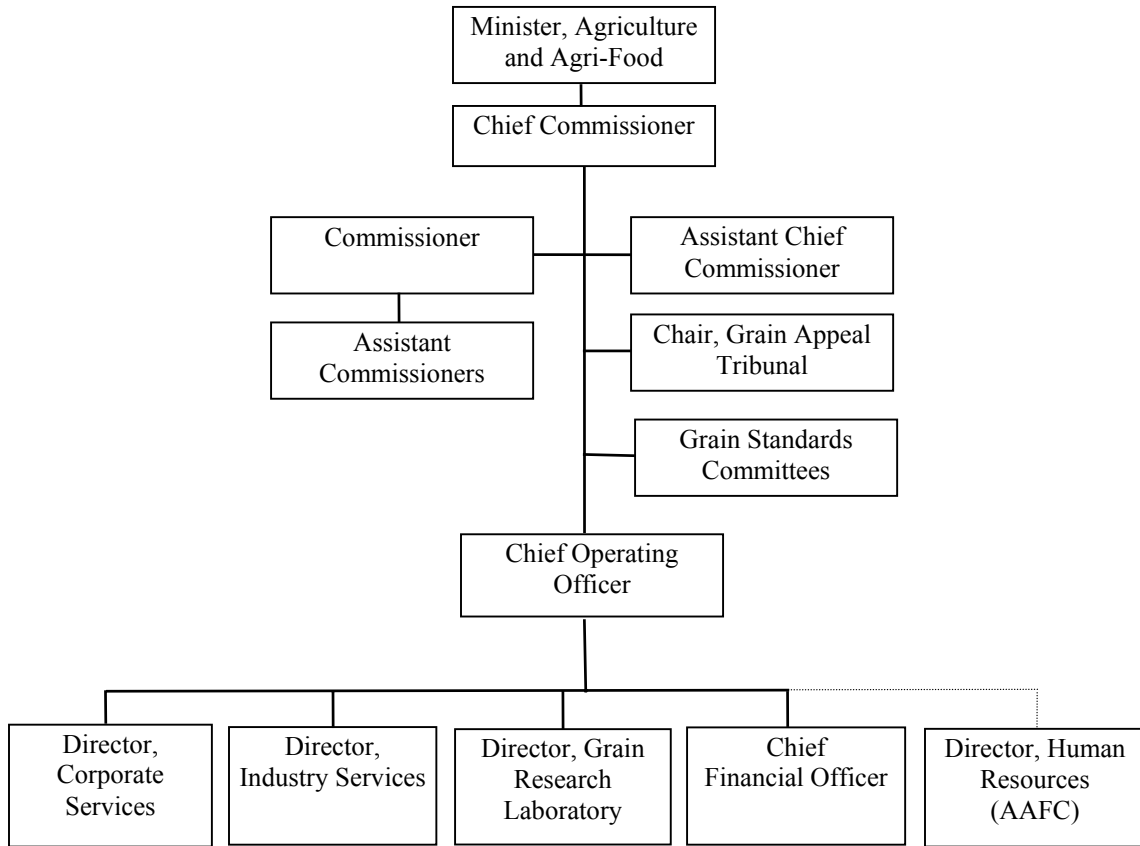 Minister, Agriculture
and Agri-Food
Chief Commissioner
Commissioner
Assistant Chief
Commissioner
Assistant
Commissioners
Chair, Grain Appeal
Tribunal
Grain Standards
Committees
Chief Operating
Officer
Director,
Corporate
Services
Director,
Industry Services
Director, Grain
Research
Laboratory
Chief
Financial Officer
Director, Human
Resources
(AAFC)